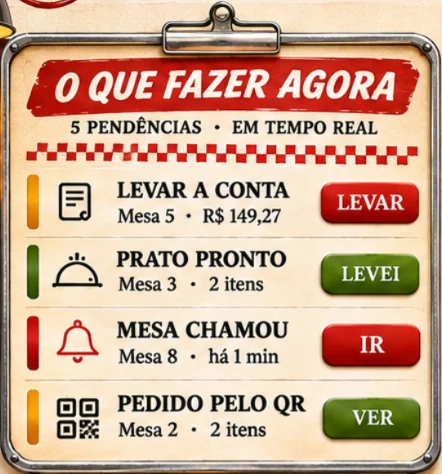 O QUE FAZER AGORA
5 PENDÊNCIAS • EM TEMPO REAL
LEVAR A CONTA
Mesa 5 • R$ 149,27
LEVAR
PRATO PRONTO
Mesa 3 • 2 itens
LEVEI
MESA CHAMOU
Mesa 8 • há 1 min
IR
PEDIDO PELO QR
Mesa 2 • 2 itens
VER